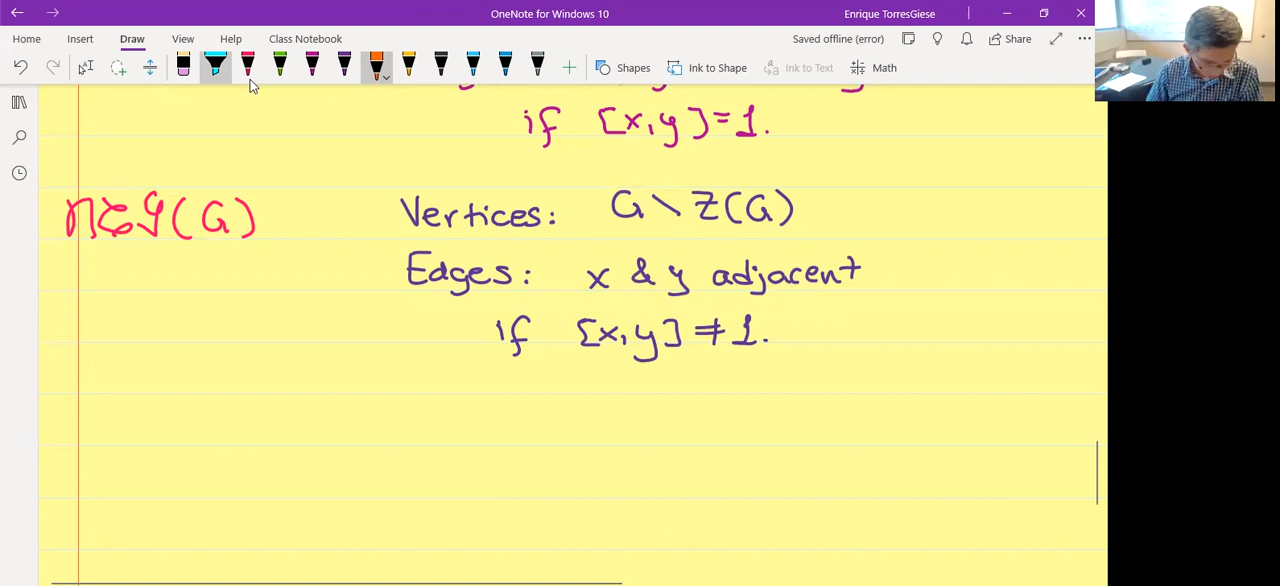 OneNote for Windows 10
Enrique TorresGiese
Home Insert Draw View Help Class Notebook
Saved offline (error)
Share
Shapes
Ink to Shape
Ink to Text
Math
if [x,y]=1.
(G) Vertices: G \ Z(G)
Edges: x & y adjacent
if [x,y] ≠ 1.